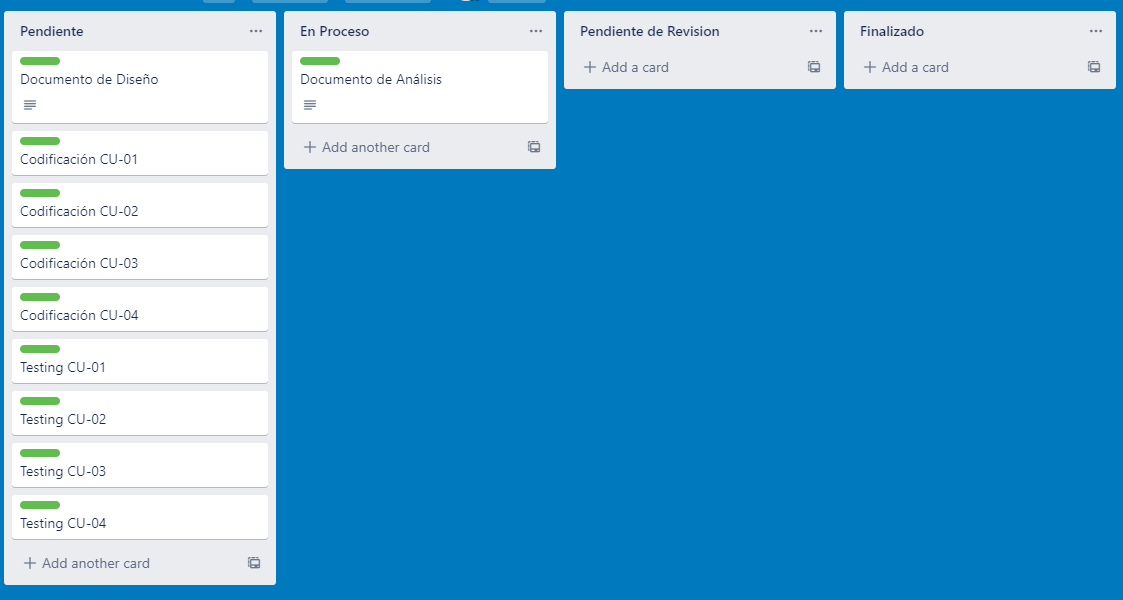 Pendiente
Documento de Diseño
Codificación CU-01
Codificación CU-02
Codificación CU-03
Codificación CU-04
Testing CU-01
Testing CU-02
Testing CU-03
Testing CU-04
Add another card
En Proceso
Documento de Análisis
Add another card
Pendiente de Revision
Add a card
Finalizado
Add a card